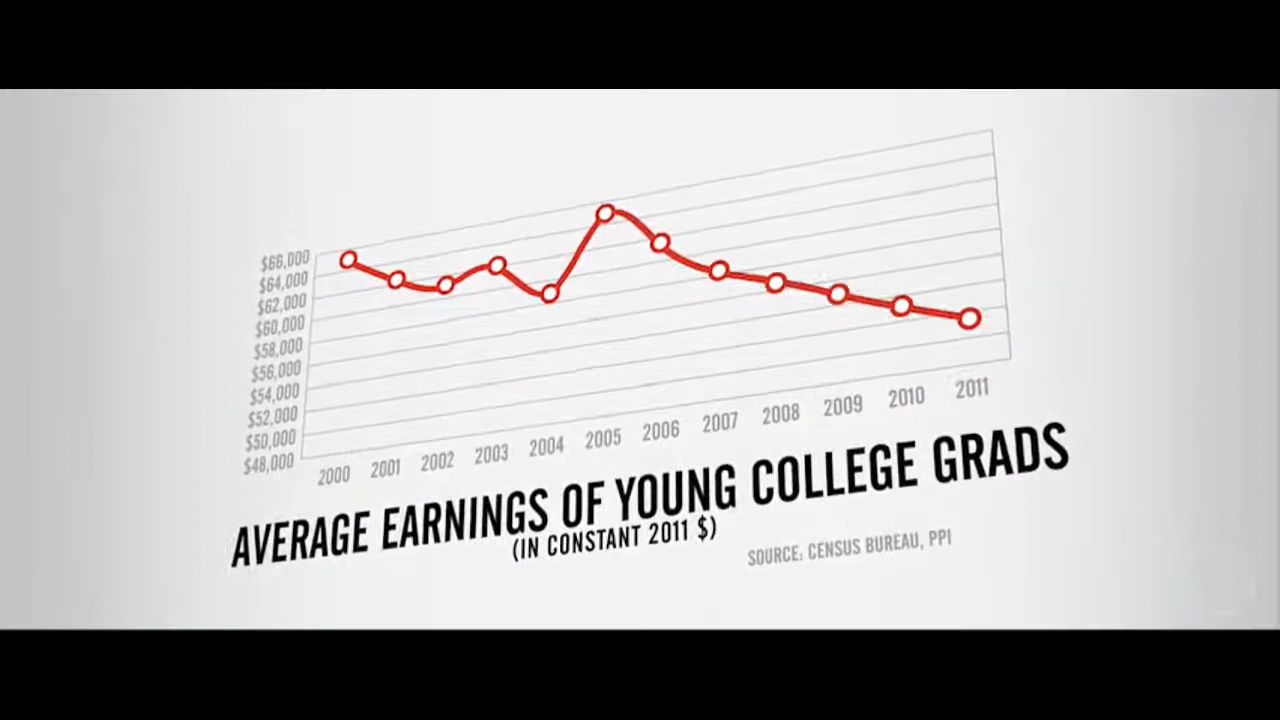 $66,000
$64,000
$62,000
$60,000
$58,000
$56,000
$54,000
$52,000
$50,000
$48,000
2000 2001 2002 2003 2004 2005 2006 2007 2008 2009 2010 2011
AVERAGE EARNINGS OF YOUNG COLLEGE GRADS
(IN CONSTANT 2011 $)
SOURCE: CENSUS BUREAU, PPI